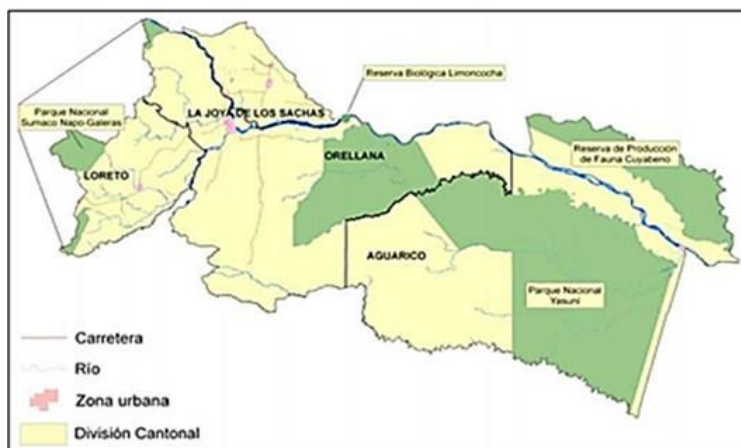 Reserva Biológica Limoncocha
Parque Nacional
Sumaco Napo-Galeras
LA JOYA DE LOS SACHAS
Reserva de Producción
de Fauna Cuyabeno
ORELLANA
LORETO
AGUARICO
Parque Nacional
Yasuní
Carretera
Río
Zona urbana
División Cantonal